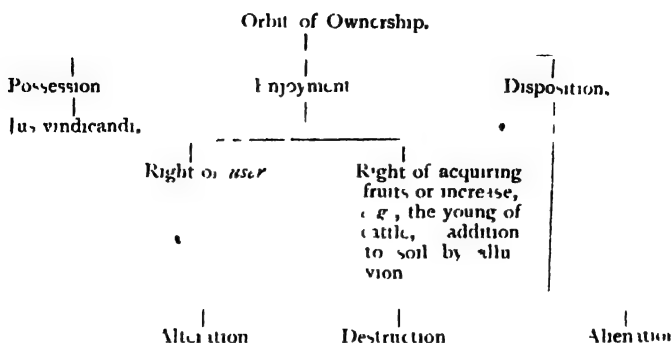 Orbit of Ownership.
Possession Enjoyment Disposition.
Jus vindicandi.
Right of user Right of acquiring
fruits or increase,
e.g., the young of
cattle, addition
to soil by allu
vion
Alteration Destruction Alienation